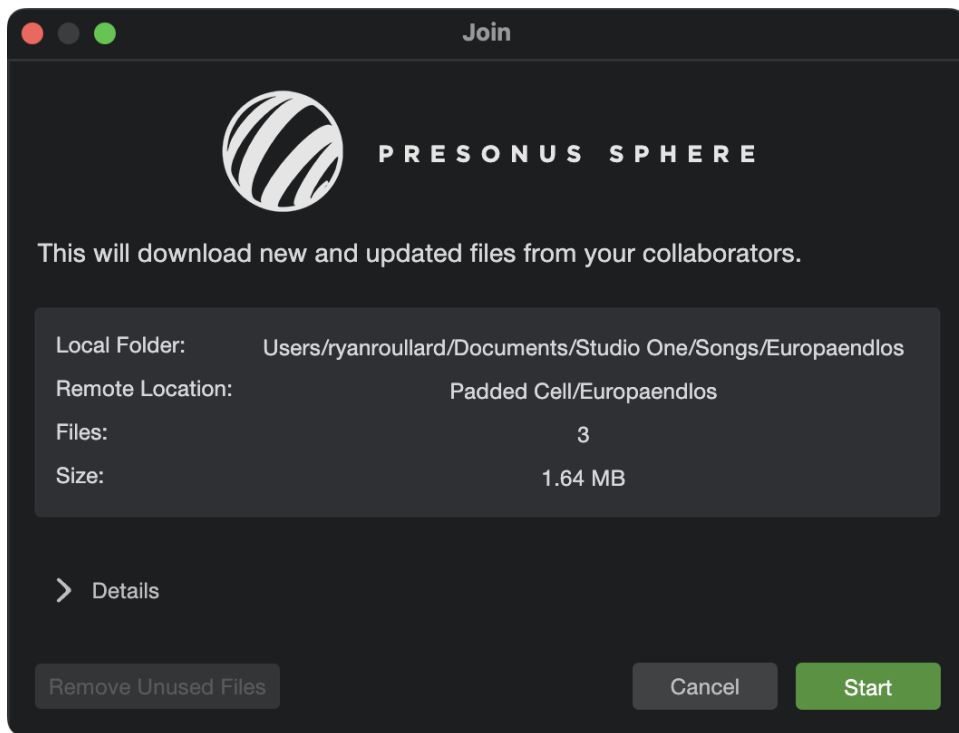 Join
PRESONUS SPHERE
This will download new and updated files from your collaborators.
Local Folder: Users/ryanroullard/Documents/Studio One/Songs/Europaendlos
Remote Location: Padded Cell/Europaendlos
Files: 3
Size: 1.64 MB
Details
Remove Unused Files Cancel Start